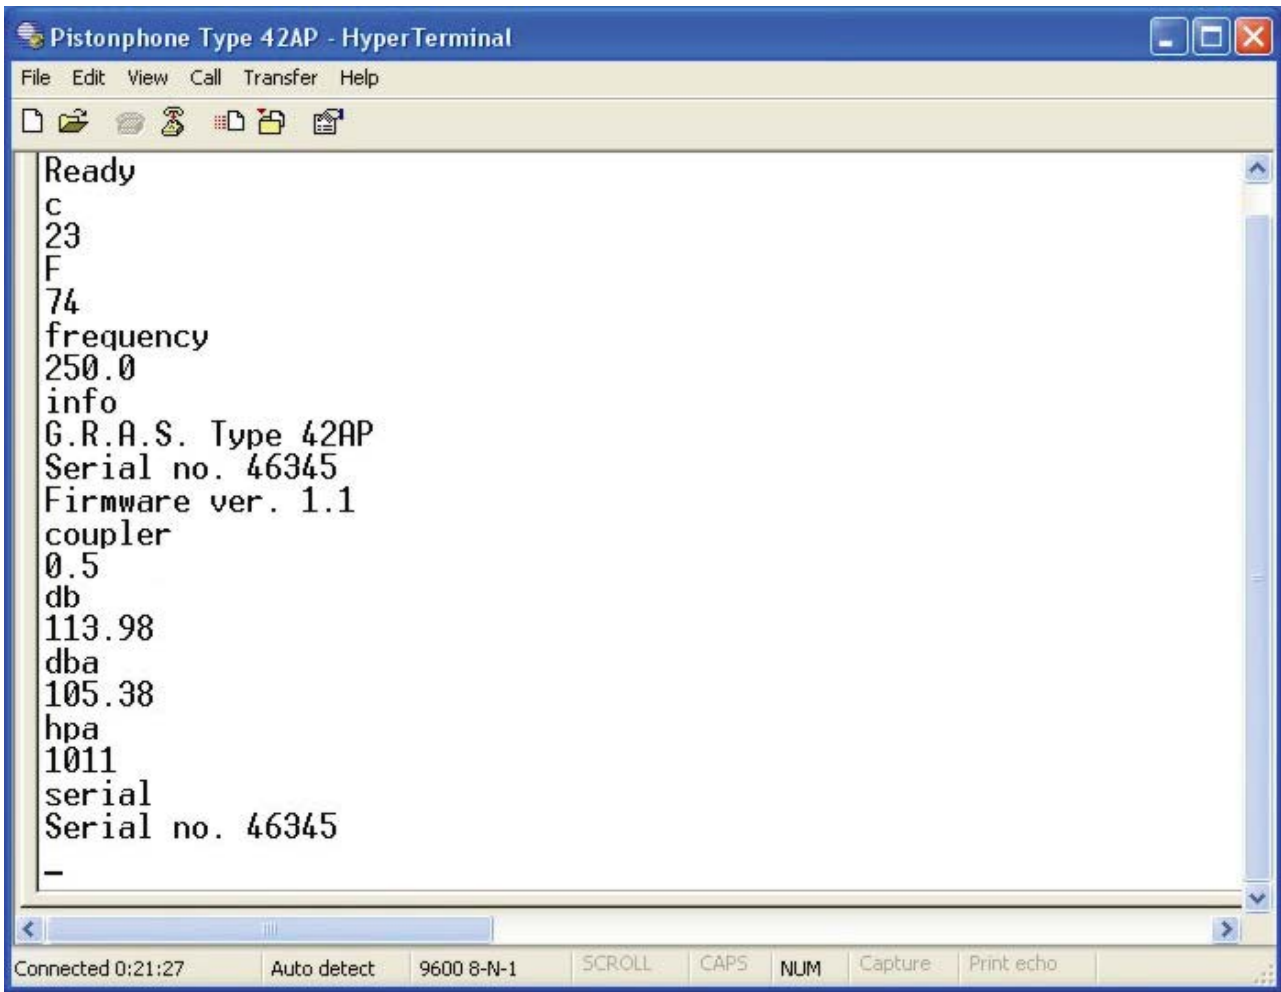 Pistonphone Type 42AP - HyperTerminal
File Edit View Call Transfer Help
Ready
c
23
F
74
frequency
250.0
info
G.R.A.S. Type 42AP
Serial no. 46345
Firmware ver. 1.1
coupler
0.5
db
113.98
dba
105.38
hpa
1011
serial
Serial no. 46345
_
Connected 0:21:27 Auto detect 9600 8-N-1 SCROLL CAPS NUM Capture Print echo